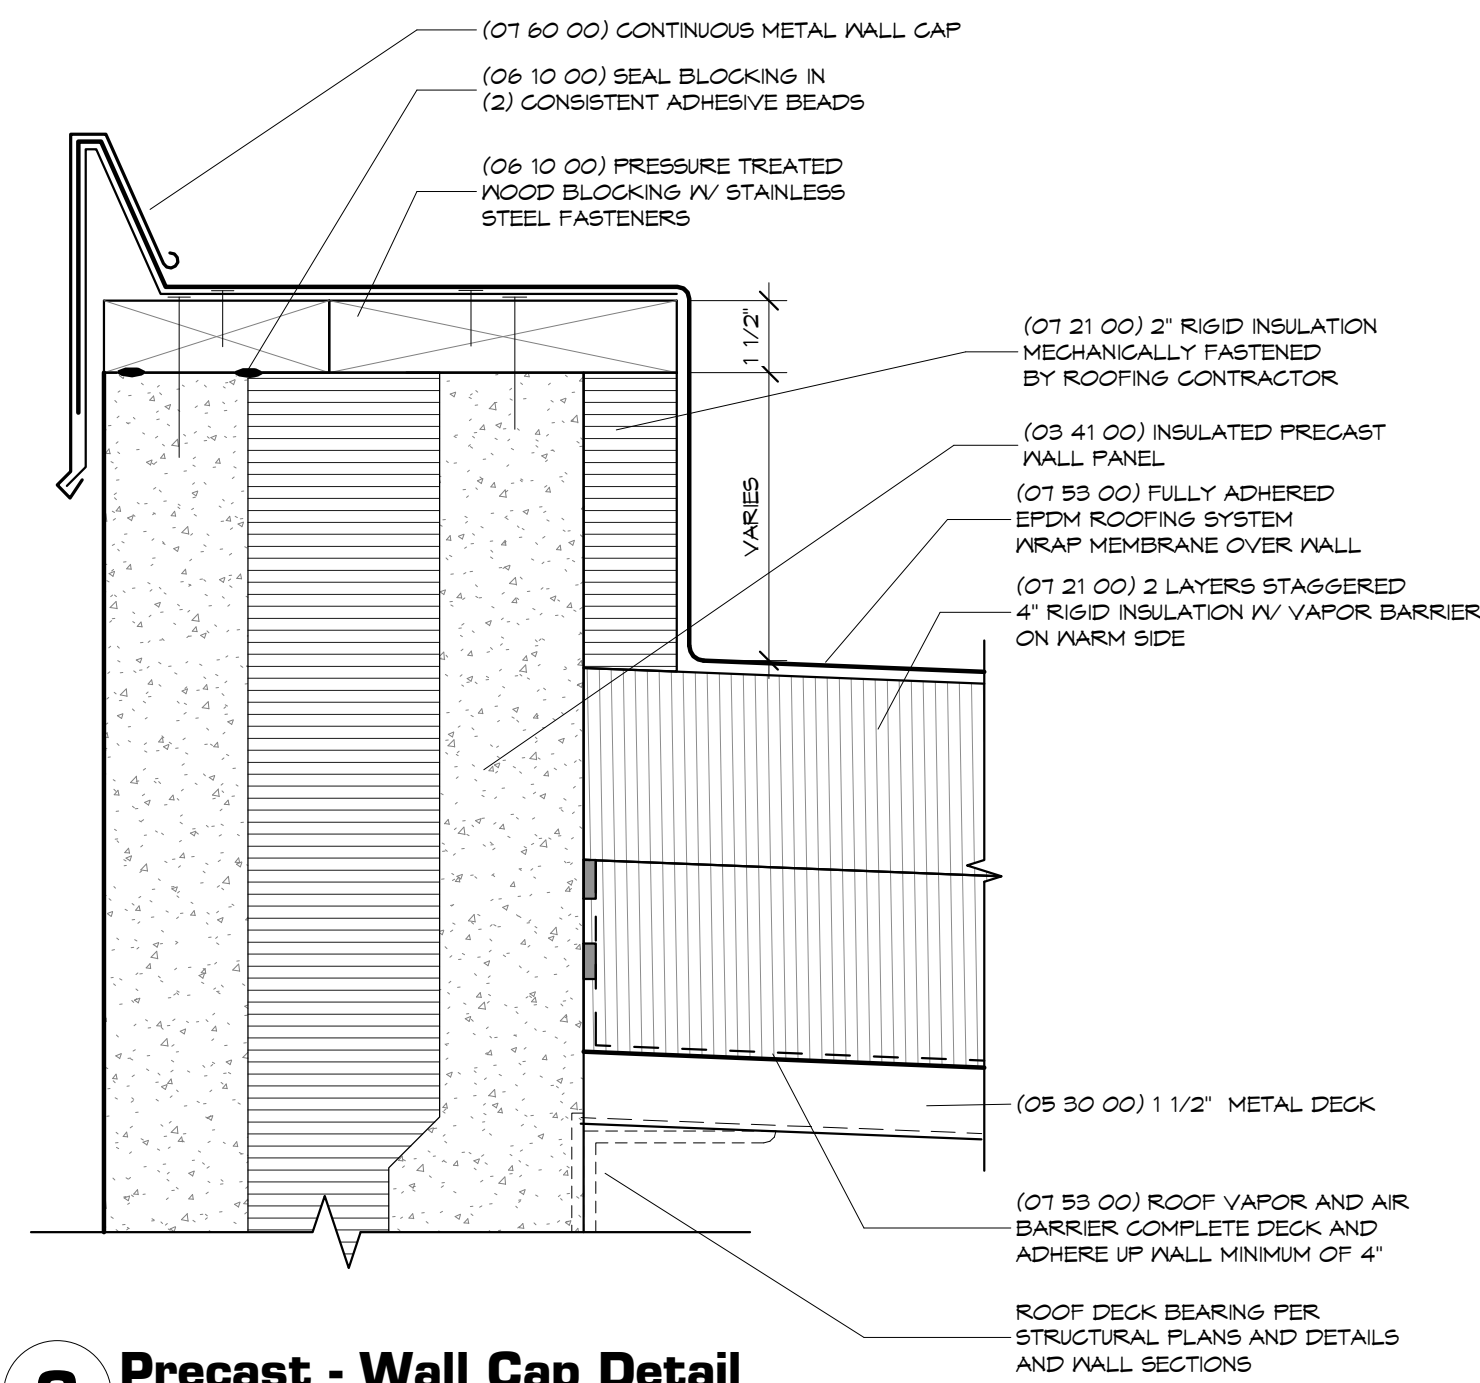 (07 60 00) CONTINUOUS METAL WALL CAP
(06 10 00) SEAL BLOCKING IN
(2) CONSISTENT ADHESIVE BEADS
(06 10 00) PRESSURE TREATED
WOOD BLOCKING W/ STAINLESS
STEEL FASTENERS
1 1/2"
VARIES
(07 21 00) 2" RIGID INSULATION
MECHANICALLY FASTENED
BY ROOFING CONTRACTOR
(03 41 00) INSULATED PRECAST
WALL PANEL
(07 53 00) FULLY ADHERED
EPDM ROOFING SYSTEM
WRAP MEMBRANE OVER WALL
(07 21 00) 2 LAYERS STAGGERED
4" RIGID INSULATION W/ VAPOR BARRIER
ON WARM SIDE
(05 30 00) 1 1/2" METAL DECK
(07 53 00) ROOF VAPOR AND AIR
BARRIER COMPLETE DECK AND
ADHERE UP WALL MINIMUM OF 4"
ROOF DECK BEARING PER
STRUCTURAL PLANS AND DETAILS
AND WALL SECTIONS
Precast - Wall Cap Detail